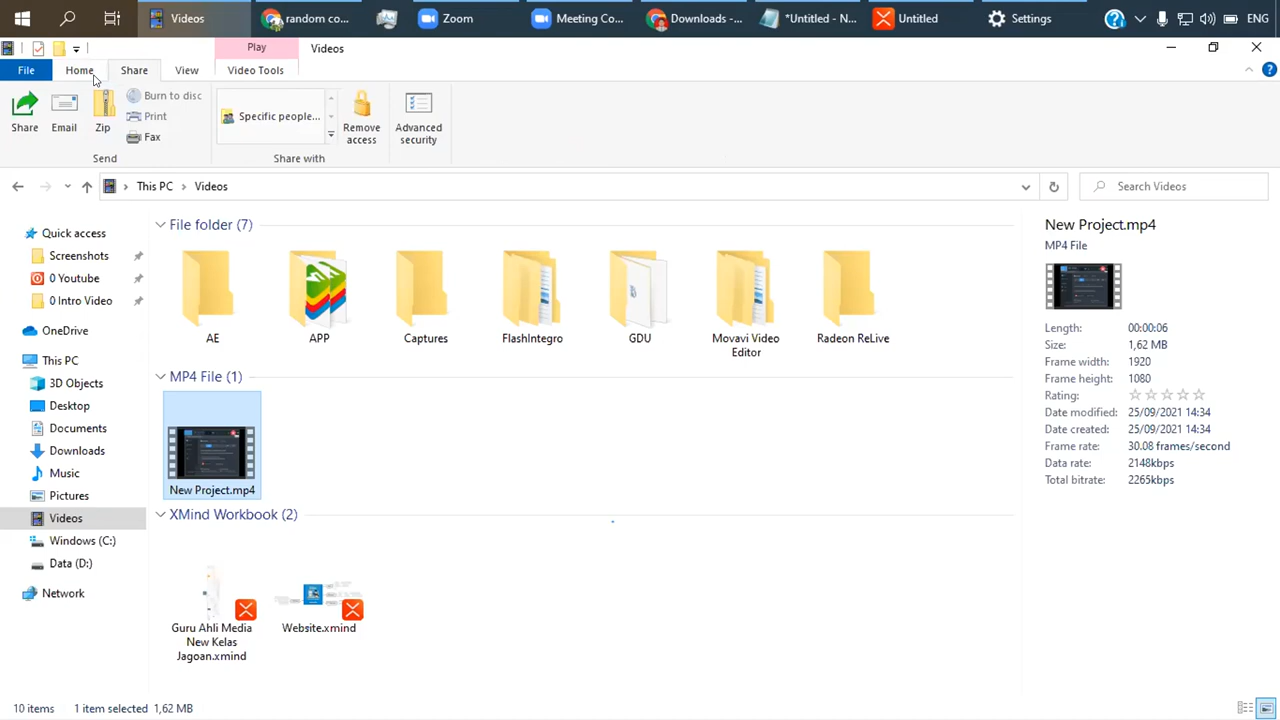 Videos
random co...
Zoom
Meeting Co...
Downloads -...
*Untitled - N...
Untitled
Settings
ENG
Play
Videos
File
Home
Share
View
Video Tools
Share
Email
Zip
Burn to disc
Print
Fax
Send
Specific people...
Share with
Remove access
Advanced security
This PC
Videos
Search Videos
Quick access
Screenshots
0 Youtube
0 Intro Video
OneDrive
This PC
3D Objects
Desktop
Documents
Downloads
Music
Pictures
Videos
Windows (C:)
Data (D:)
Network
File folder (7)
AE
APP
Captures
FlashIntegro
GDU
Movavi Video
Editor
Radeon ReLive
MP4 File (1)
New Project.mp4
XMind Workbook (2)
Guru Ahli Media
New Kelas
Jagoan.xmind
Website.xmind
New Project.mp4
MP4 File
Length: 00:00:06
Size: 1,62 MB
Frame width: 1920
Frame height: 1080
Rating:
Date modified: 25/09/2021 14:34
Date created: 25/09/2021 14:34
Frame rate: 30.08 frames/second
Data rate: 2148kbps
Total bitrate: 2265kbps
10 items
1 item selected 1,62 MB